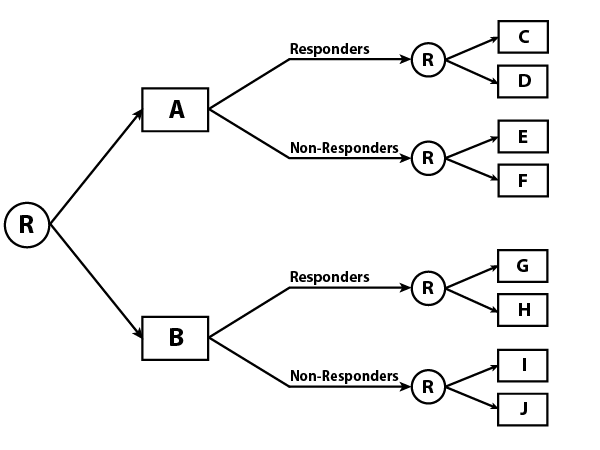 Responders
R
C
D
A
Non-Responders
R
E
F
R
Responders
R
G
H
B
Non-Responders
R
I
J